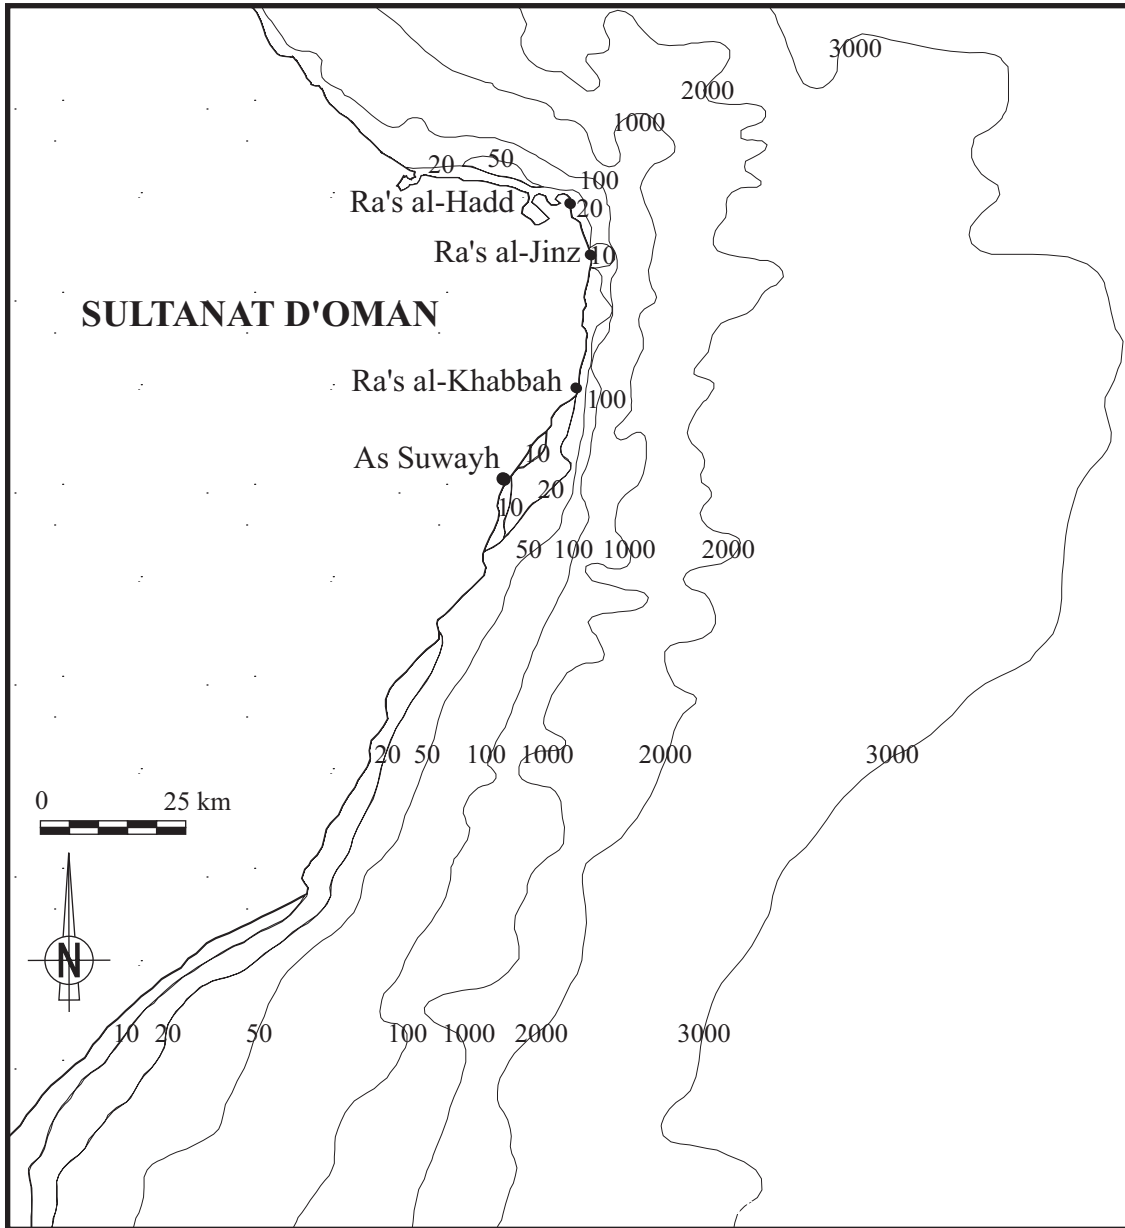 3000
2000
1000
20 50
100
Ra's al-Hadd
20
Ra's al-Jinz
10
SULTANAT D'OMAN
Ra's al-Khabbah
100
10
As Suwayh
20
10
50 100 1000 2000
20 50 100 1000 2000 3000
0 25 km
N
10 20 50 100 1000 2000 3000